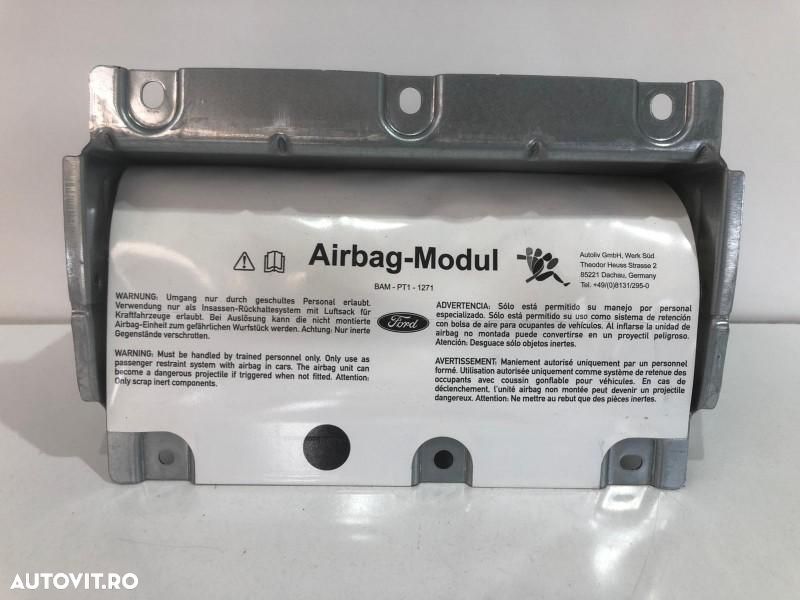 Airbag-Modul
BAM - PT1 - 1271
Autoliv GmbH, Werk Süd
Theodor Heuss Strasse 2
85221 Dachau, Germany
Tel. +49/(0)8131/295-0
WARNUNG: Umgang nur durch geschultes Personal erlaubt.
Verwendung nur als Insassen-Rückhaltesystem mit Luftsack für
Kraftfahrzeuge erlaubt. Bei Auslösung kann die nicht montierte
Airbag-Einheit zum gefährlichen Wurfstück werden. Achtung: Nur inerte
Gegenstände verschrotten.
WARNING: Must be handled by trained personnel only. Only use as
passenger restraint system with airbag in cars. The airbag unit can
become a dangerous projectile if triggered when not fitted. Attention:
Only scrap inert components.
Ford
ADVERTENCIA: Sólo está permitido su manejo por personal
especializado. Sólo está permitido su uso como sistema de retención
con bolsa de aire para ocupantes de vehículos. Al inflarse la unidad de
airbag no montada puede convertirse en un proyectil peligroso.
Atención: Desguace sólo objetos inertes.
AVERTISSEMENT: Maniement autorisé uniquement par un personnel
formé. Utilisation autorisée uniquement comme système de retenue des
occupants avec coussin gonflable pour véhicules. En cas de
déclenchement, l'unité airbag non montée peut devenir un projectile
dangereux. Attention: Ne mettre au rebut que des pièces inertes.
AUTOVIT.RO